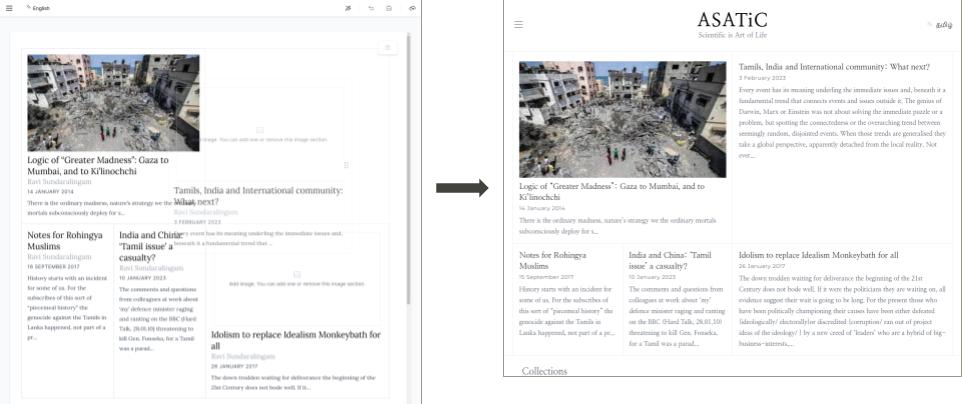 English
Logic of "Greater Madness": Gaza to
Mumbai, and to Ki'linochchi
Ravi Sundaralingam
14 JANUARY 2014
There is the ordinary madness, nature's strategy we the ordinary
mortals subconsciously deploy for s...
Add image. You can add one or remove this image section.
Tamils, India and International community:
What next?
Ravi Sundaralingam
3 FEBRUARY 2023
Every event has its meaning underling the immediate issues and,
beneath it a fundamental trend that ...
Notes for Rohingya
Muslims
Ravi Sundaralingam
15 SEPTEMBER 2017
History starts with an incident
for some of us. For the
subscribes of this sort of
"piecemeal history" the
genocide against the Tamils in
Lanka happened, not part of a
pr...
India and China:
'Tamil issue' a
casualty?
Ravi Sundaralingam
10 JANUARY 2023
The comments and questions
from colleagues at work about
'my' defence minister raging
and ranting on the BBC (Hard
Talk, 28.01.10) threatening to
kill Gen. Fonseka, for Tamil
was a parad...
Add image. You can add one or remove this image section.
Idolism to replace Idealism Monkeybath for
all
Ravi Sundaralingam
26 JANUARY 2017
The down trodden waiting for deliverance the beginning of the
21st Century does not bode well. If it...
ASATiC
Scientific is Art of Life
தமிழ்
Logic of "Greater Madness": Gaza to Mumbai, and to
Ki'linochchi
14 January 2014
There is the ordinary madness, nature's strategy we the ordinary mortals
subconsciously deploy for s...
Tamils, India and International community: What next?
3 February 2023
Every event has its meaning underling the immediate issues and, beneath it a
fundamental trend that connects events and issues outside it. The genius of
Darwin, Marx or Einstein was not about solving the immediate puzzle or a
problem, but spotting the connectedness or the overarching trend between
seemingly random, disjointed events. When those trends are generalised they
take a global perspective, apparently detached from the local reality. Not
ever...
Notes for Rohingya
Muslims
15 September 2017
History starts with an incident for
some of us. For the subscribes of
this sort of "piecemeal history" the
genocide against the Tamils in
Lanka happened, not part of a pr...
India and China: 'Tamil
issue' a casualty?
10 January 2023
The comments and questions from
colleagues at work about 'my'
defence minister raging and ranting
on the BBC (Hard Talk, 28.01.10)
threatening to kill Gen. Fonseka,
for a Tamil was a parad...
Idolism to replace Idealism Monkeybath for all
26 January 2017
The down trodden waiting for deliverance the beginning of the 21st
Century does not bode well. If it were the politicians they are waiting on, all
evidence suggest their wait is going to be long. For the present those who
have been politically championing their causes have been either defeated
[ideologically/ electorally]or discredited [corruption/ ran out of project
ideas of the ideology/ ] by a new creed of 'leaders' who are a hybrid of big-
business-interests,...
Collections